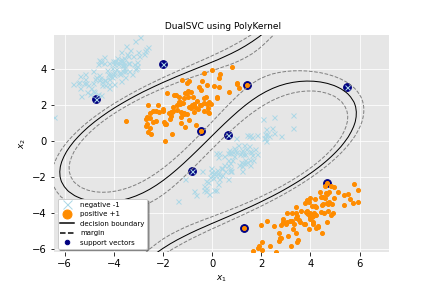 DualSVC using PolyKernel
x₂
4
2
0
−2
−4
−6
−6
−4
−2
0
2
4
6
x₁
negative -1
positive +1
decision boundary
margin
support vectors